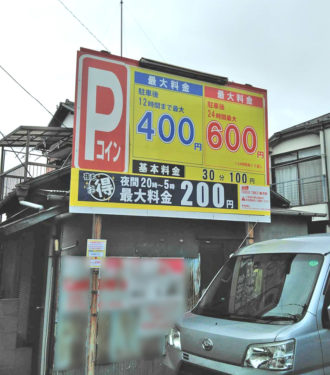 P
コイン
最大料金
駐車後
12時間まで最大
400円
最大料金
駐車後
24時間最大
600円
基本料金
30分100円
得
夜間20時〜5時
最大料金
200円